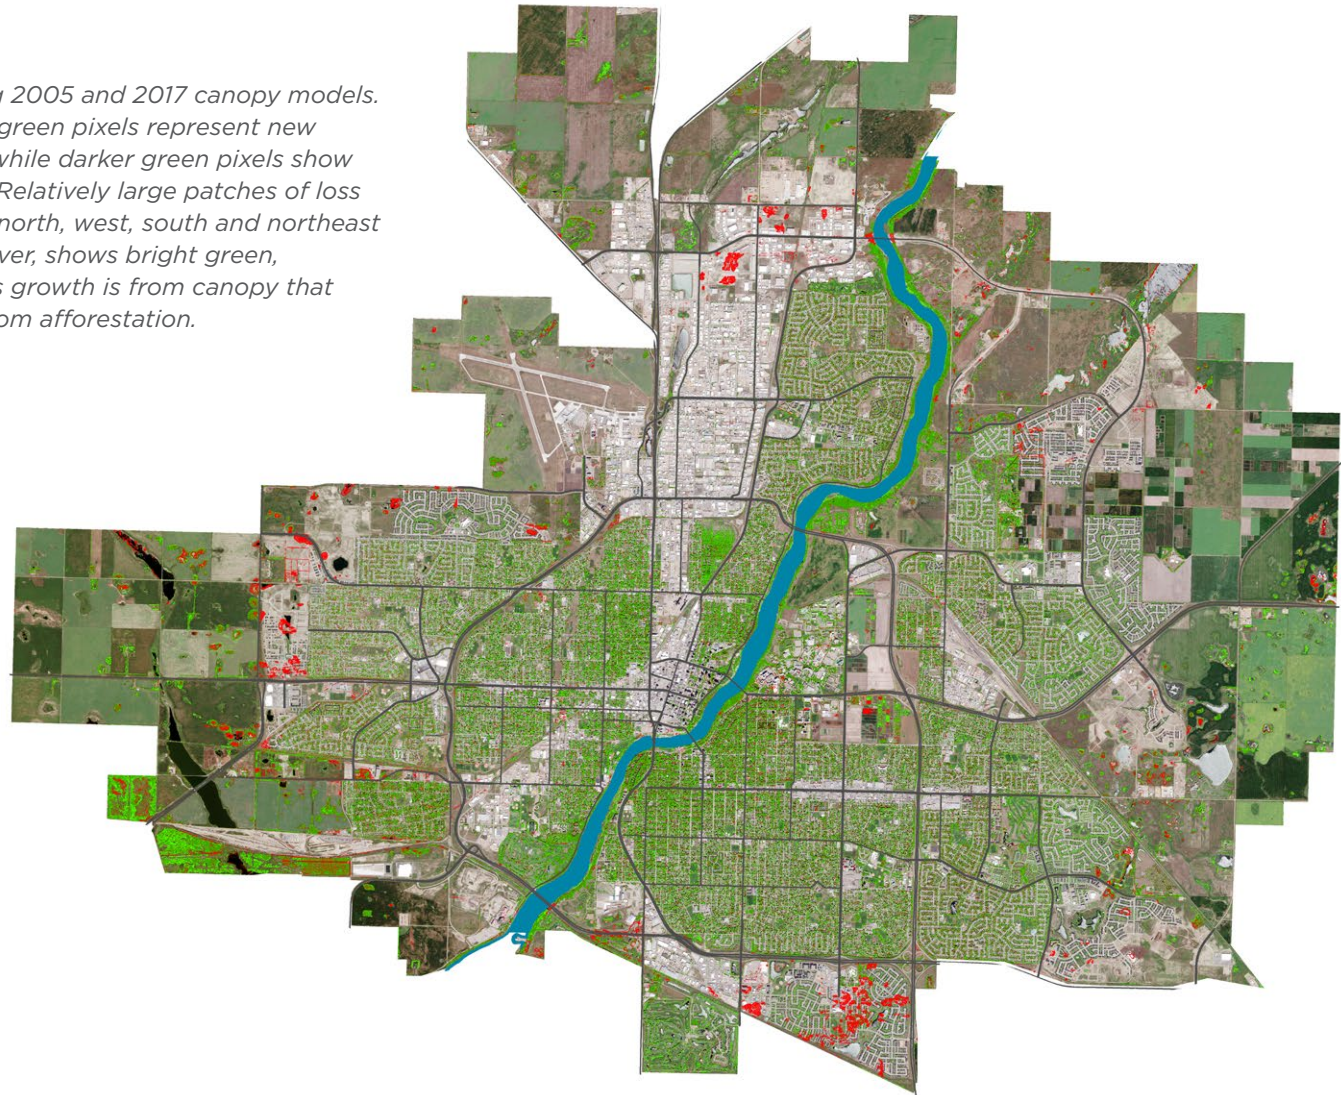 g 2005 and 2017 canopy models.
green pixels represent new
while darker green pixels show
Relatively large patches of loss
north, west, south and northeast
ver, shows bright green,
s growth is from canopy that
om afforestation.